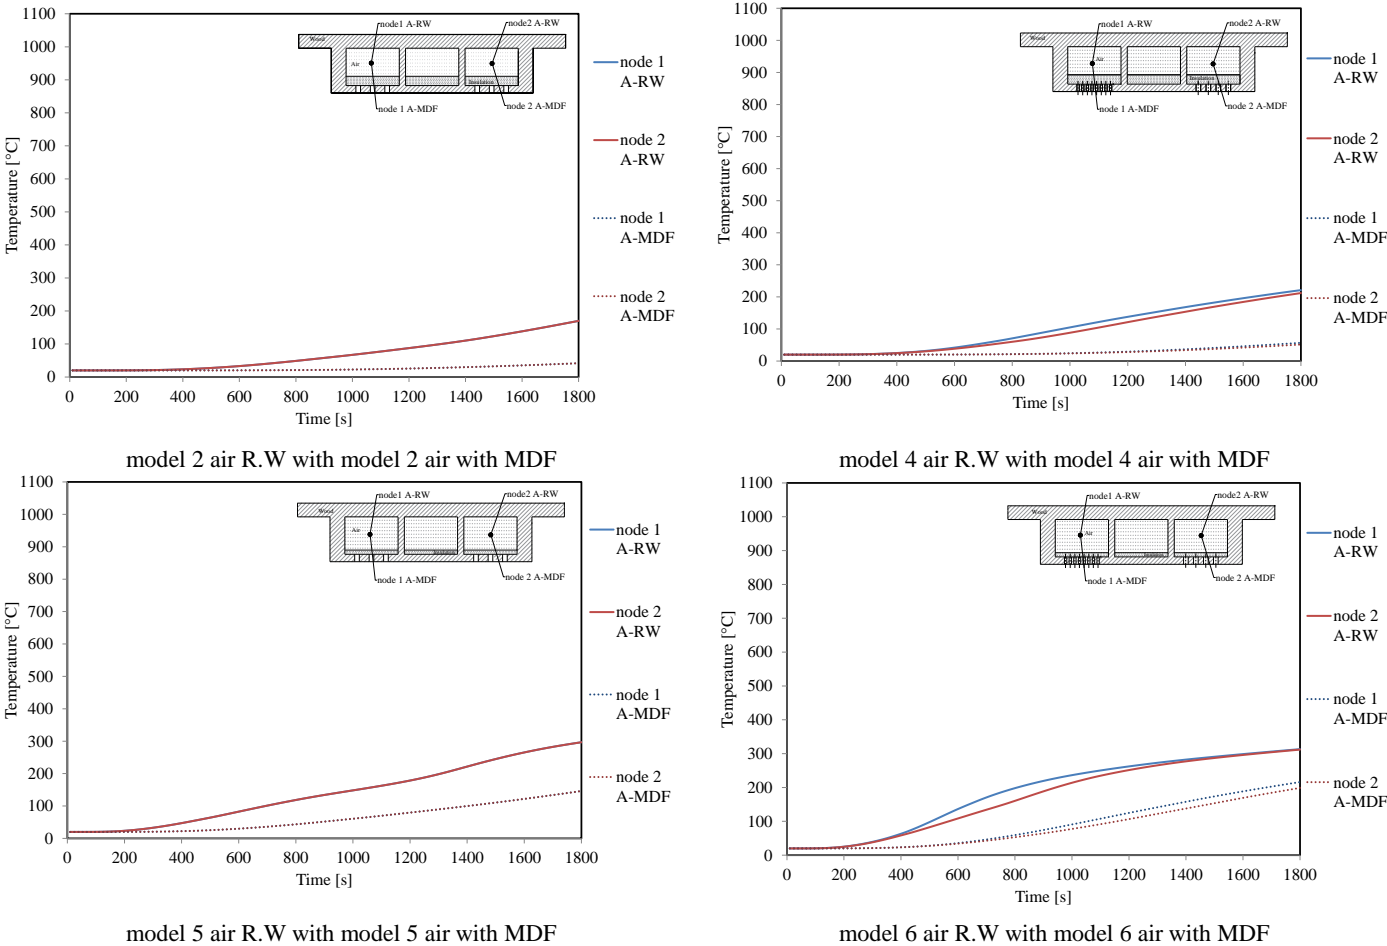 1100
1000
900
800
700
600
500
400
300
200
100
0
Temperature [°C]
0 200 400 600 800 1000 1200 1400 1600 1800
Time [s]
node1 A-RW
node2 A-RW
Wood
Air
Insulation
node 1 A-MDF
node 2 A-MDF
node 1
A-RW
node 2
A-RW
node 1
A-MDF
node 2
A-MDF
model 2 air R.W with model 2 air with MDF
1100
1000
900
800
700
600
500
400
300
200
100
0
Temperature [°C]
0 200 400 600 800 1000 1200 1400 1600 1800
Time [s]
node1 A-RW
node2 A-RW
Wood
Air
Insulation
node 1 A-MDF
node 2 A-MDF
node 1
A-RW
node 2
A-RW
node 1
A-MDF
node 2
A-MDF
model 4 air R.W with model 4 air with MDF
1100
1000
900
800
700
600
500
400
300
200
100
0
Temperature [°C]
0 200 400 600 800 1000 1200 1400 1600 1800
Time [s]
node1 A-RW
node2 A-RW
Wood
Air
Insulation
node 1 A-MDF
node 2 A-MDF
node 1
A-RW
node 2
A-RW
node 1
A-MDF
node 2
A-MDF
model 5 air R.W with model 5 air with MDF
1100
1000
900
800
700
600
500
400
300
200
100
0
Temperature [°C]
0 200 400 600 800 1000 1200 1400 1600 1800
Time [s]
node1 A-RW
node2 A-RW
Wood
Air
Insulation
node 1 A-MDF
node 2 A-MDF
node 1
A-RW
node 2
A-RW
node 1
A-MDF
node 2
A-MDF
model 6 air R.W with model 6 air with MDF